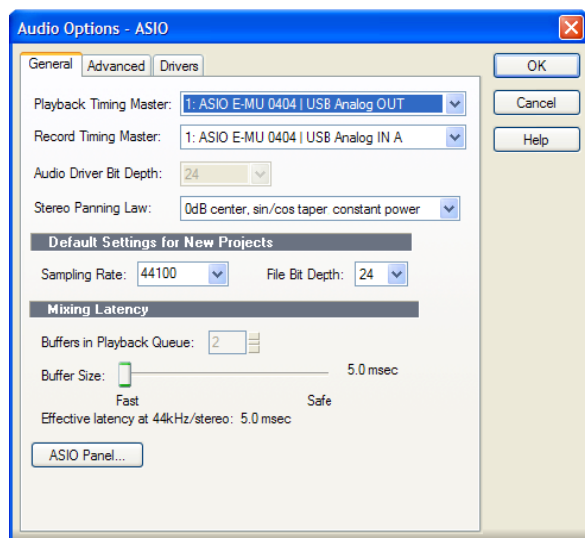 Audio Options - ASIO
General Advanced Drivers
OK
Cancel
Help
Playback Timing Master: 1: ASIO E-MU 0404 | USB Analog OUT
Record Timing Master: 1: ASIO E-MU 0404 | USB Analog IN A
Audio Driver Bit Depth: 24
Stereo Panning Law: 0dB center, sin/cos taper constant power
Default Settings for New Projects
Sampling Rate: 44100 File Bit Depth: 24
Mixing Latency
Buffers in Playback Queue: 2
Buffer Size: 5.0 msec
Fast Safe
Effective latency at 44kHz/stereo: 5.0 msec
ASIO Panel...